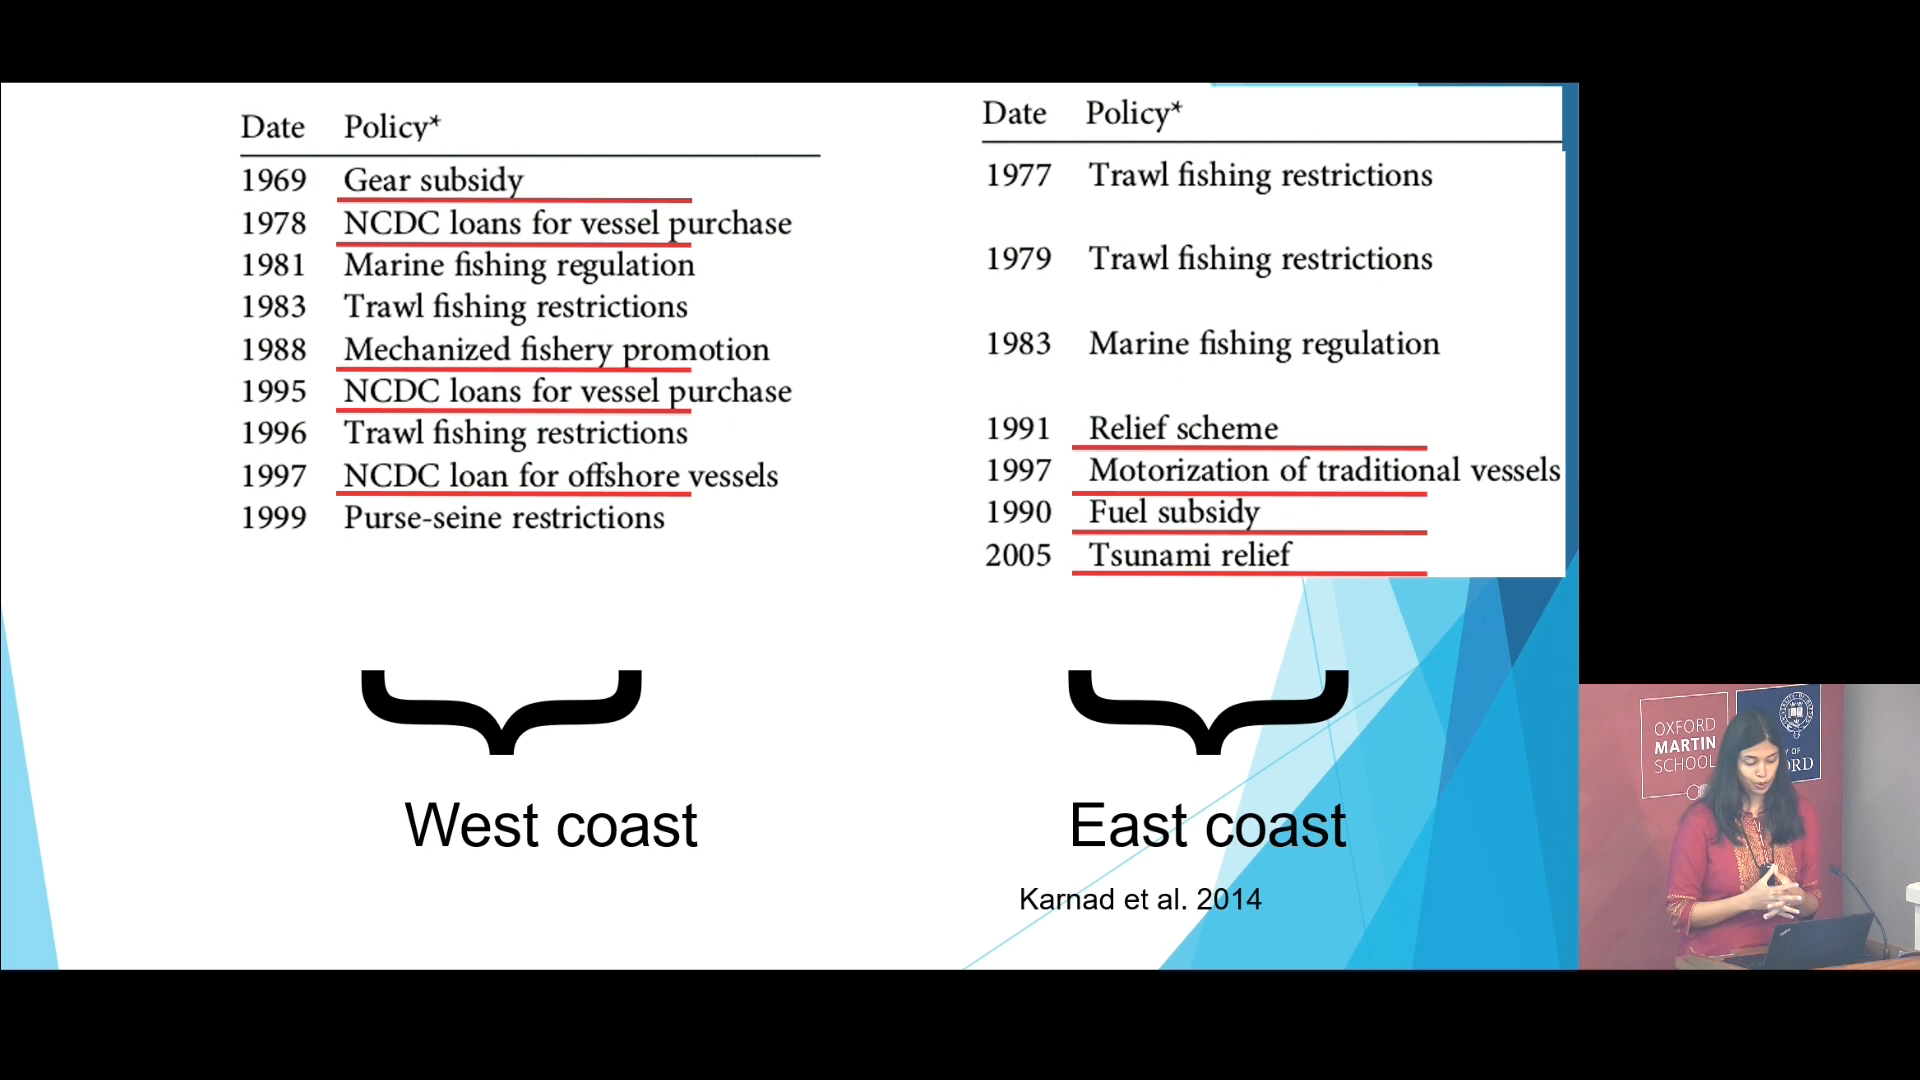 Date Policy*
1969 Gear subsidy
1978 NCDC loans for vessel purchase
1981 Marine fishing regulation
1983 Trawl fishing restrictions
1988 Mechanized fishery promotion
1995 NCDC loans for vessel purchase
1996 Trawl fishing restrictions
1997 NCDC loan for offshore vessels
1999 Purse-seine restrictions
West coast
Date Policy*
1977 Trawl fishing restrictions
1979 Trawl fishing restrictions
1983 Marine fishing regulation
1991 Relief scheme
1997 Motorization of traditional vessels
1990 Fuel subsidy
2005 Tsunami relief
East coast
Karnad et al. 2014
OXFORD
MARTIN
SCHOOL
Y OF
ORD